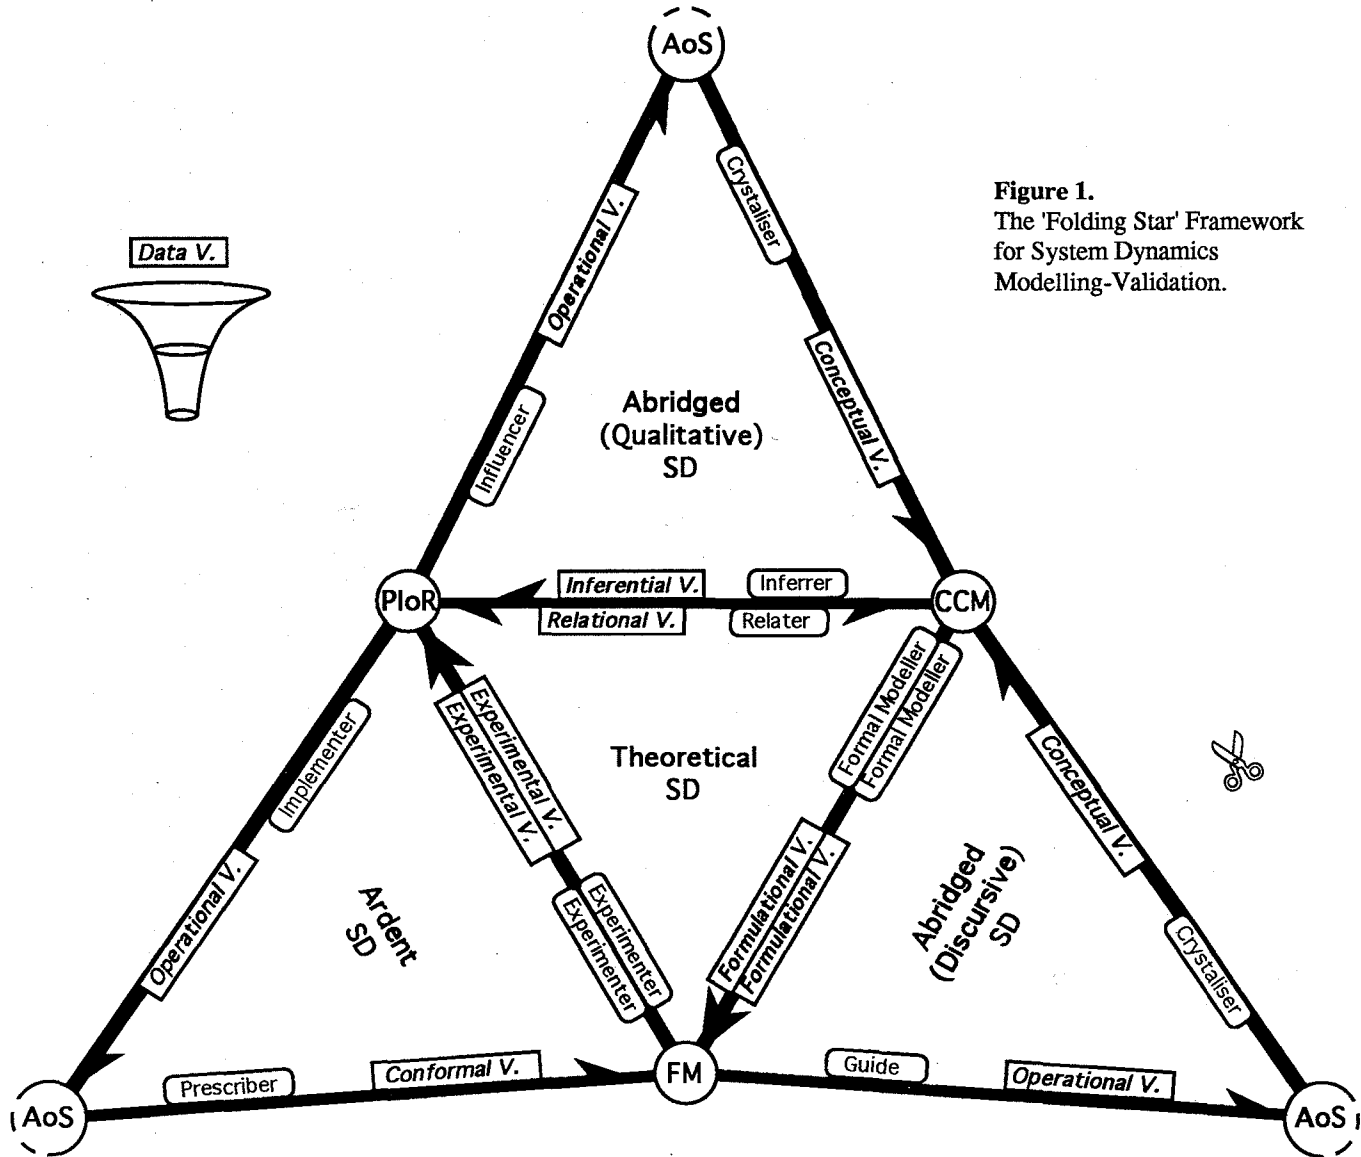 AoS
Crystaliser
Figure 1.
The 'Folding Star' Framework
for System Dynamics
Modelling-Validation.
Data V.
Operational V.
Conceptual V.
Influencer
Abridged
(Qualitative)
SD
PIoR
Inferential V.
Inferrer
CCM
Relational V.
Relater
Formal Modeller
Formal Modeller
Experimental V.
Experimental V.
Implementer
Theoretical
SD
Conceptual V.
Operational V.
Formulational V.
Formulational V.
Ardent
SD
Experimenter
Experimenter
Abridged
(Discursive)
SD
Crystaliser
Prescriber
Conformal V.
FM
Guide
Operational V.
AoS
AoS